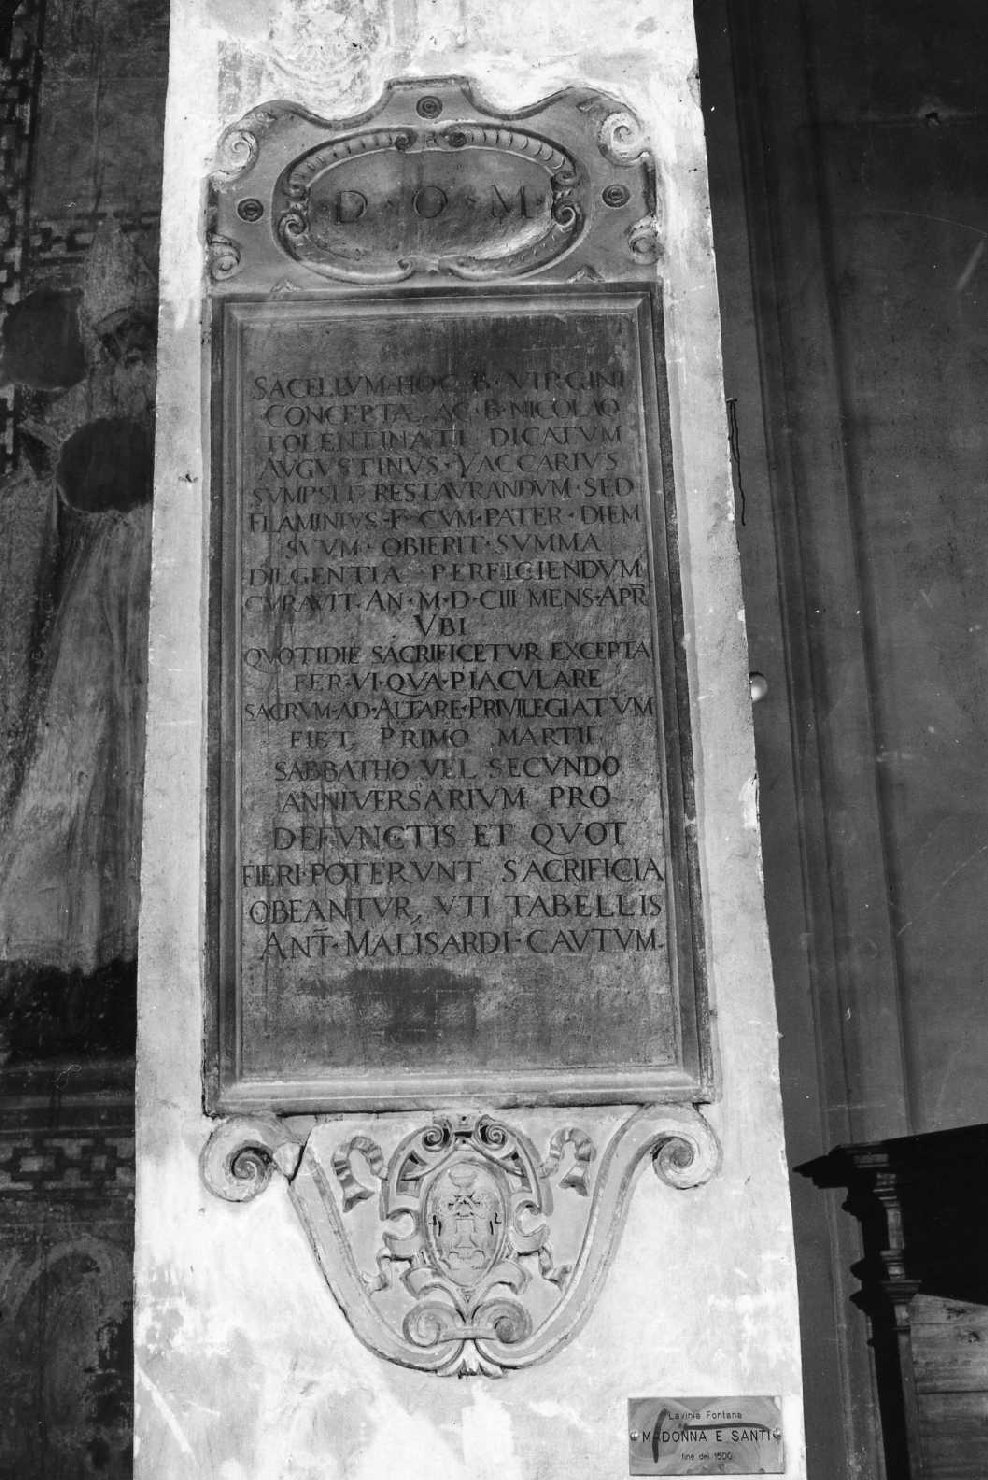 D·O·M
SACELLVM·HOC·B·VIRGINI
CONCEPTA·AC·B·NICOLAO
TOLENTINATI DICATVM
AVGVSTINVS·VACCARIVS
SVMPSIT·RESTAVRANDVM·SED
FLAMINIVS·F·CVM·PATER·DIEM
SVVM·OBIERIT·SVMMA
DILIGENTIA PERFICIENDVM
CVRAVIT·AN·M·D·CIII·MENS·APR̄
VBI
QVOTIDIE·SACRIFICETVR·EXCEPTA
FERVI·QVA·PIACVLARE
SACRVM·AD·ALTARE·PRIVILEGIATVM
FIET PRIMO MARTII
SABBATHO·VEL SECVNDO
ANNIVERSARIVM PRO
DEFVNCTIS ET QVOT
FIERI·POTERVNT SACRIFICIA
OBEANTVR VTI TABELLIS
ANT·MALISARDI·CAVTVM
Lavinia Fontana
MADONNA E SANTI
fine del 1500